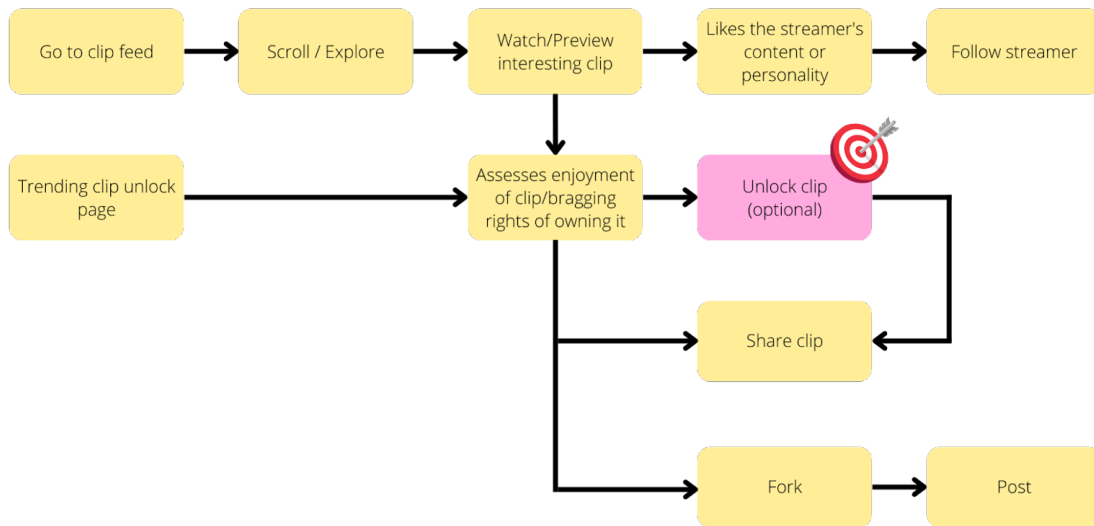 Go to clip feed
Scroll / Explore
Watch/Preview
interesting clip
Likes the streamer's
content or
personality
Follow streamer
Trending clip unlock
page
Assesses enjoyment
of clip/bragging
rights of owning it
Unlock clip
(optional)
Share clip
Fork
Post